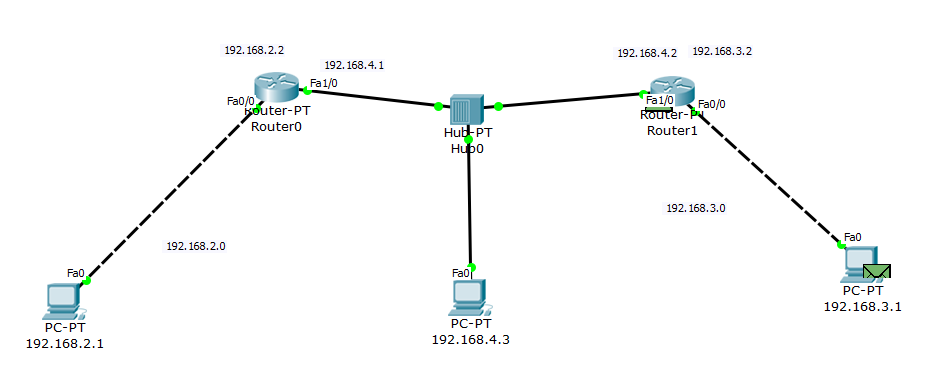 192.168.2.2
192.168.4.1
Fa1/0
Fa0/0
Router-PT
Router0
Hub-PT
Hub0
192.168.4.2
192.168.3.2
Fa1/0
Fa0/0
Router1
192.168.2.0
192.168.3.0
Fa0
PC-PT
192.168.2.1
Fa0
PC-PT
192.168.4.3
Fa0
PC-PT
192.168.3.1